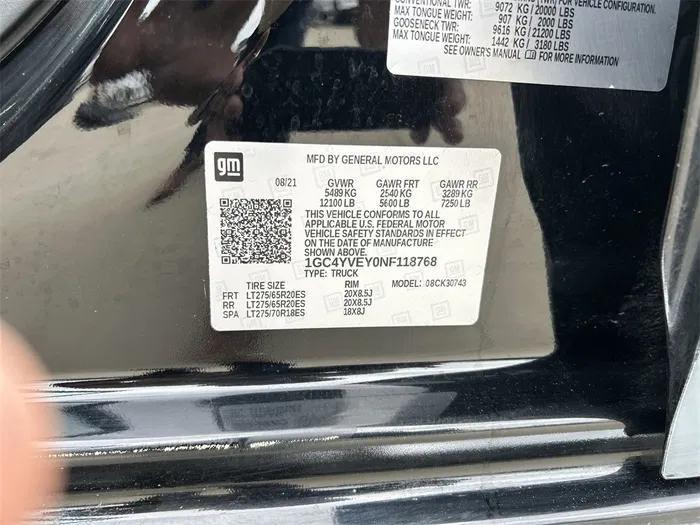 (TWR) FOR VEHICLE CONFIGURATION.
CONVENTIONAL TWR: 9072 KG / 20000 LBS
MAX TONGUE WEIGHT: 907 KG / 2000 LBS
GOOSENECK TWR: 9616 KG / 21200 LBS
MAX TONGUE WEIGHT: 1442 KG / 3180 LBS
SEE OWNER'S MANUAL FOR MORE INFORMATION
gm
MFD BY GENERAL MOTORS LLC
08/21 GVWR GAWR FRT GAWR RR
5489 KG 2540 KG 3289 KG
12100 LB 5600 LB 7250 LB
THIS VEHICLE CONFORMS TO ALL
APPLICABLE U.S. FEDERAL MOTOR
VEHICLE SAFETY STANDARDS IN EFFECT
ON THE DATE OF MANUFACTURE
SHOWN ABOVE.
1GC4YVEY0NF118768
TYPE: TRUCK
TIRE SIZE RIM MODEL: 08CK30743
FRT LT275/65R20ES 20X8.5J
RR LT275/65R20ES 20X8.5J
SPA LT275/70R18ES 18X8J